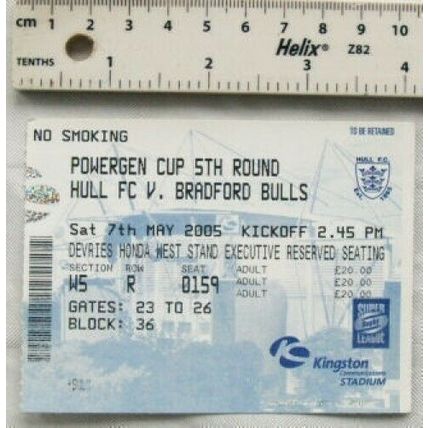 cm 1 2 3 4 5 6 7 8 9 10
Helix® Z82
TENTHS 1 2 3 4
NO SMOKING
TO BE RETAINED
POWERGEN CUP 5TH ROUND
HULL FC V. BRADFORD BULLS
HULL F.C.
Sat 7th MAY 2005 KICKOFF 2.45 PM
DEVRIES HONDA WEST STAND EXECUTIVE RESERVED SEATING
SECTION ROW SEAT ADULT £20.00
W5 R 0159 ADULT £20.00
ADULT £20.00
GATES: 23 TO 26
BLOCK: 36
SUPER
LEAGUE
Kingston
Communications
STADIUM